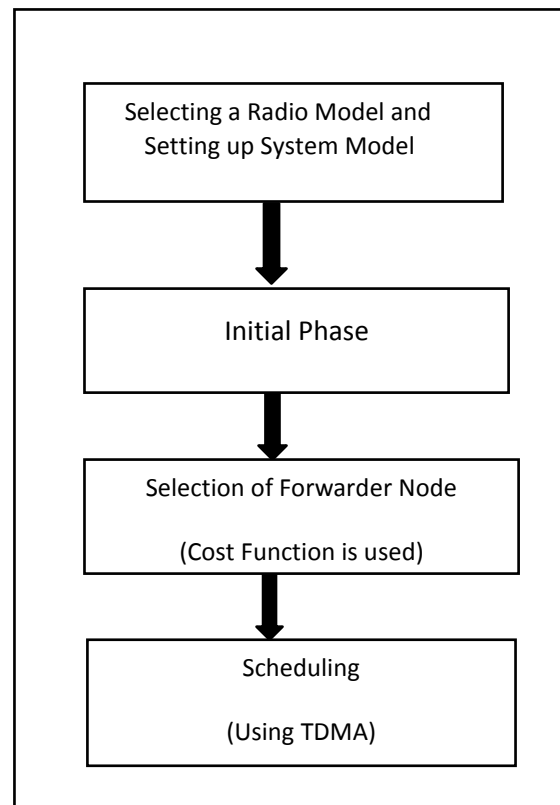 Selecting a Radio Model and
Setting up System Model
Initial Phase
Selection of Forwarder Node
(Cost Function is used)
Scheduling
(Using TDMA)